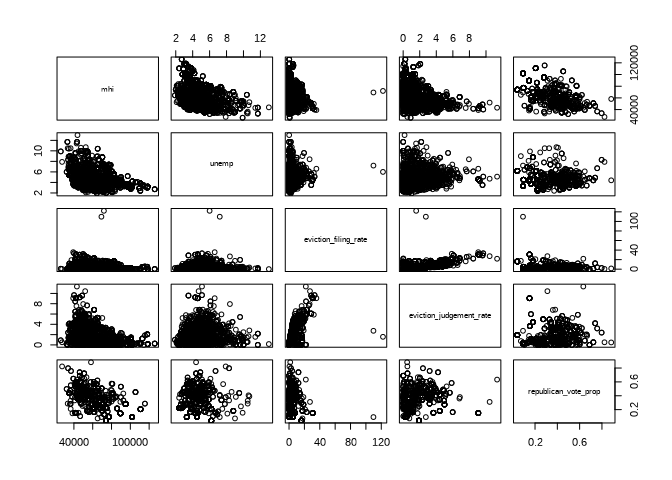 2 4 6 8 12
0 2 4 6 8
mhi
40000 120000
2 4 6 10
unemp
eviction_filing_rate
0 40 100
0 4 8
eviction_judgement_rate
republican_vote_prop
0.2 0.6
40000 100000
0 40 80 120
0.2 0.6